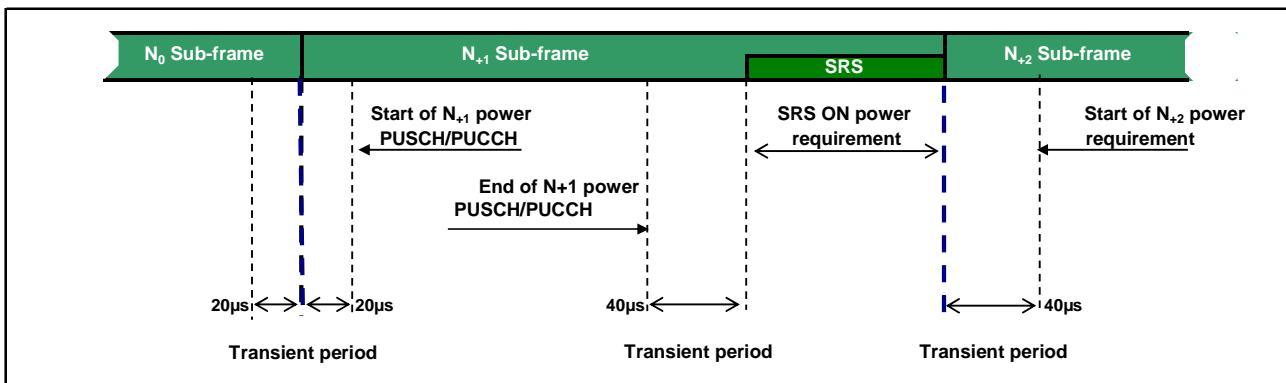 N₀ Sub-frame
N₊₁ Sub-frame
SRS
N₊₂ Sub-frame
Start of N₊₁ power
PUSCH/PUCCH
SRS ON power
requirement
Start of N₊₂ power
requirement
End of N+1 power
PUSCH/PUCCH
20µs
20µs
40µs
40µs
Transient period
Transient period
Transient period